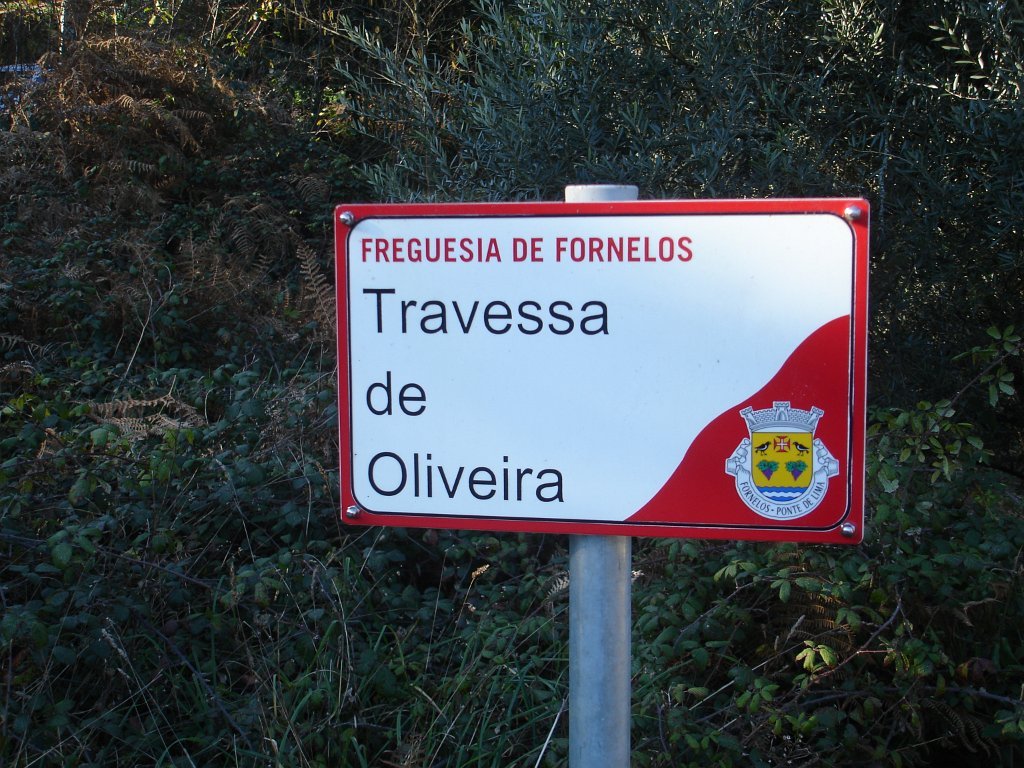 FREGUESIA DE FORNELOS
Travessa
de
Oliveira
FORNELOS - PONTE DE LIMA